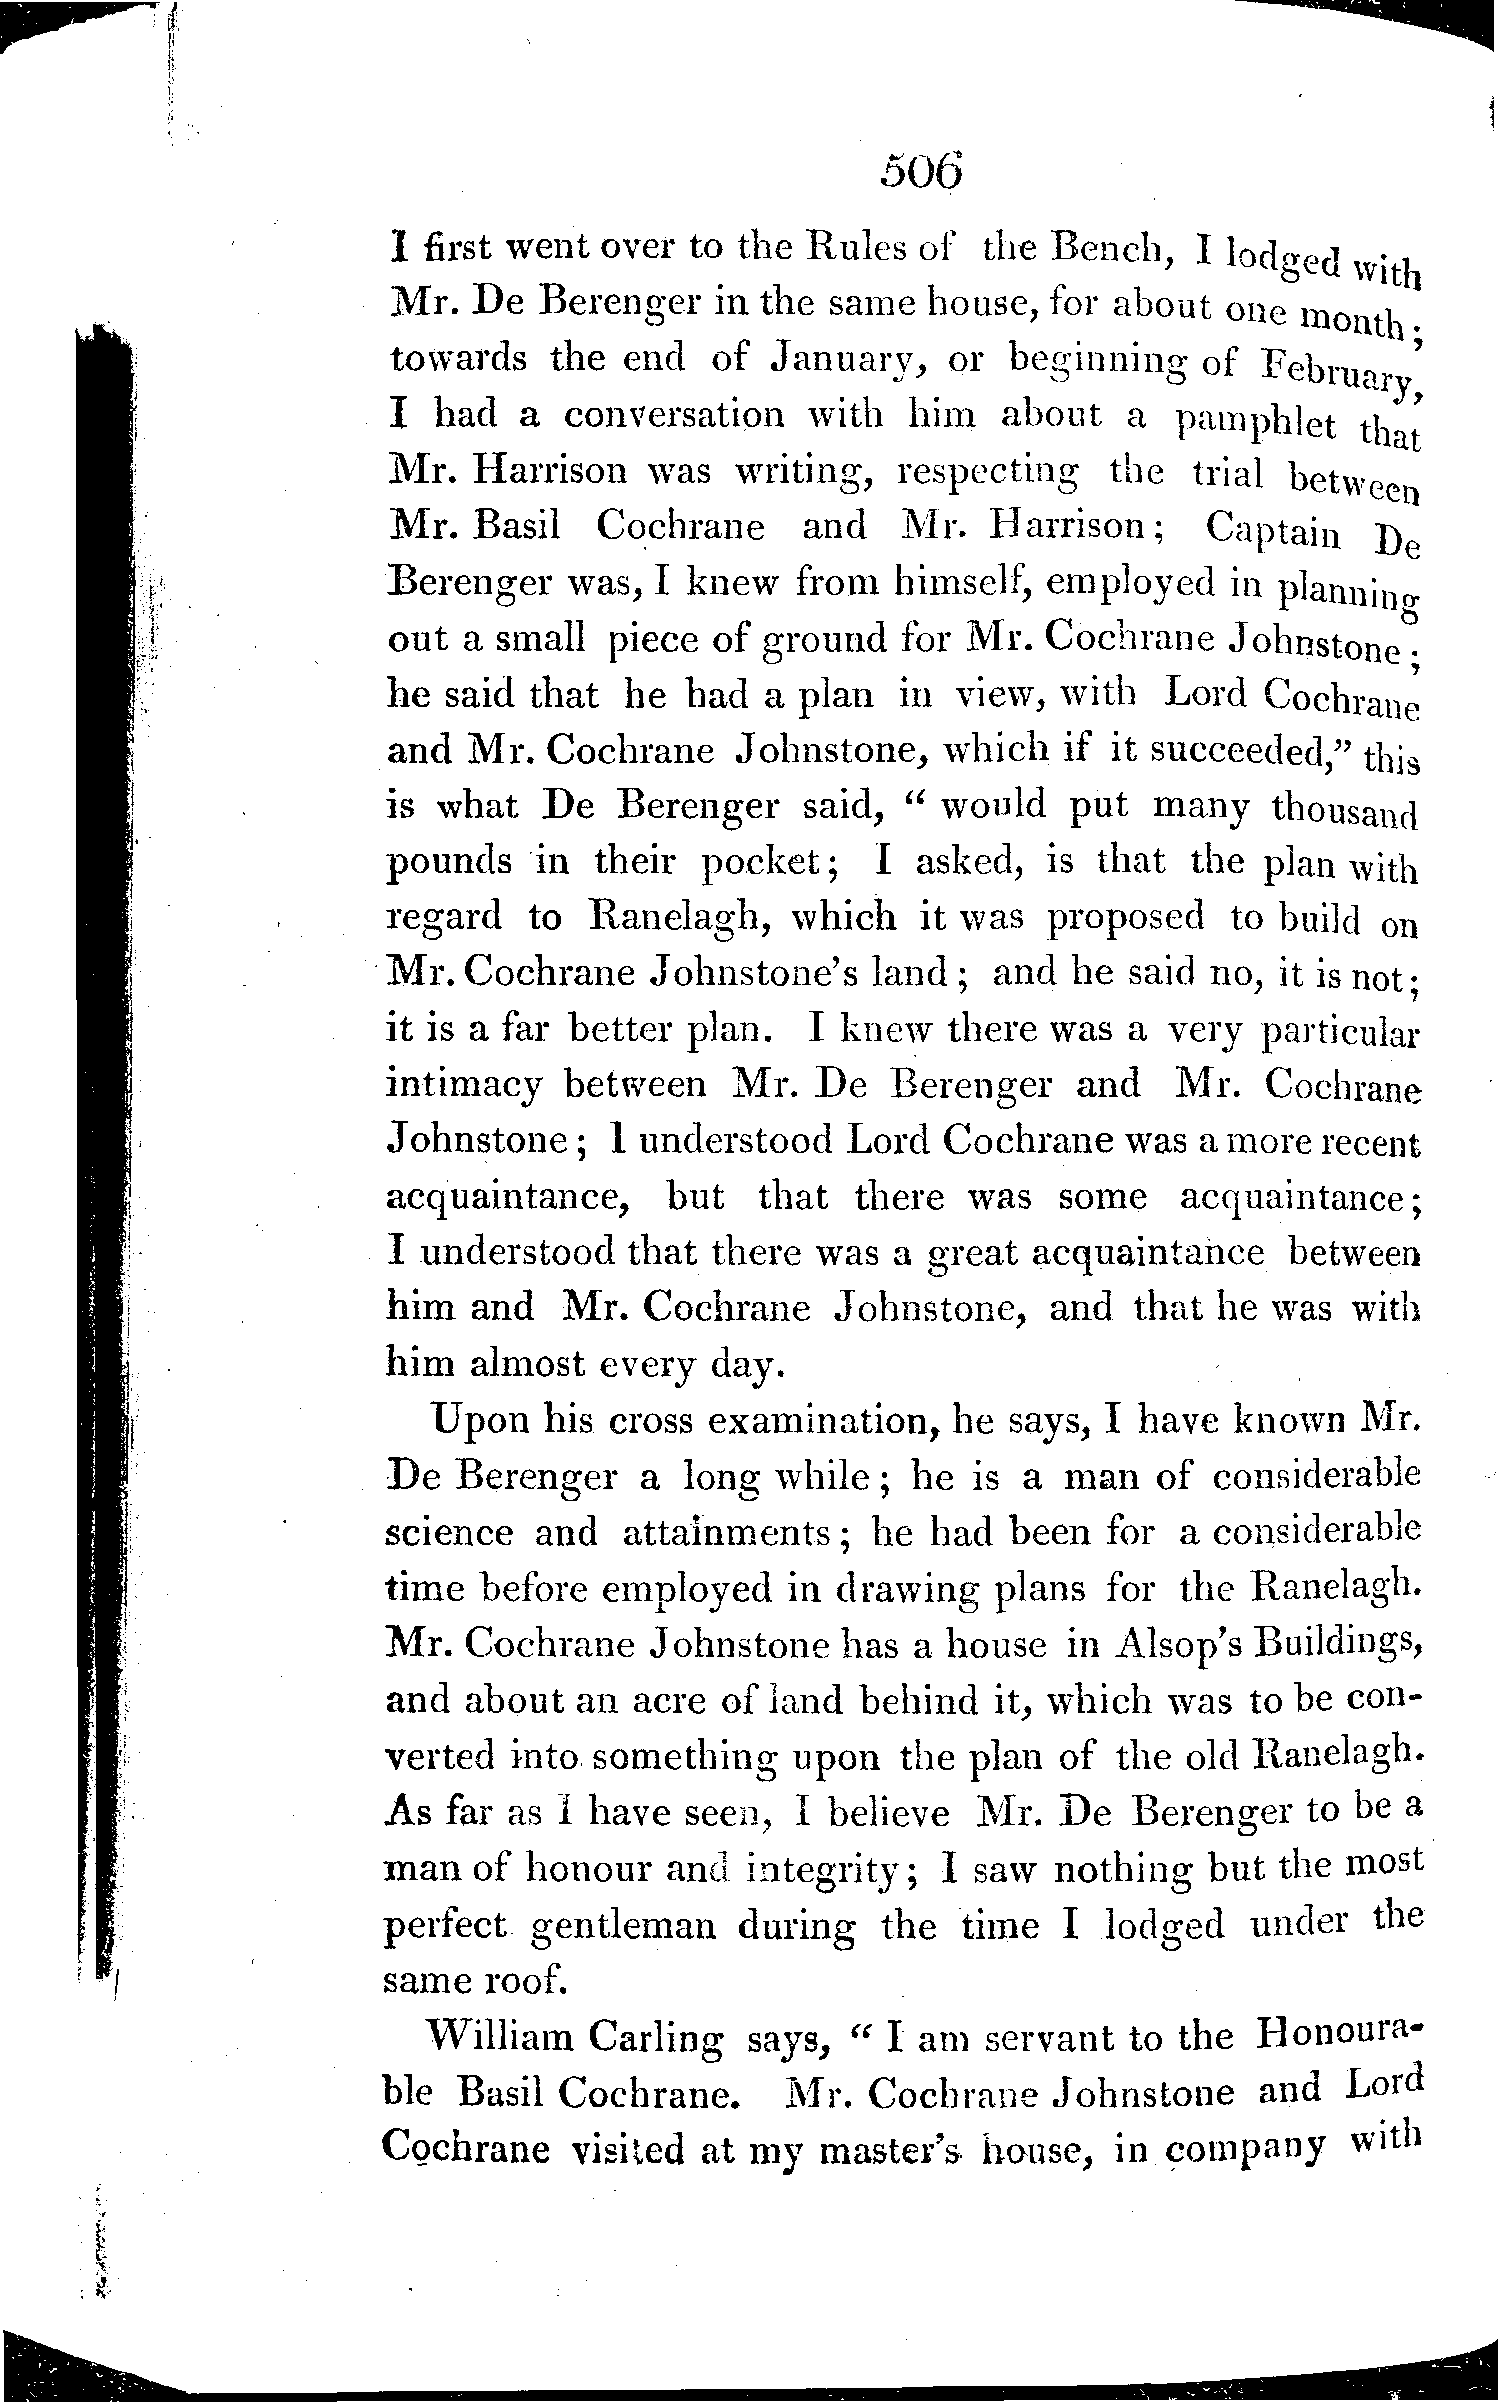 506
I first went over to the Rules of the Bench, I lodged with
Mr. De Berenger in the same house, for about one month;
towards the end of January, or beginning of February,
I had a conversation with him about a pamphlet that
Mr. Harrison was writing, respecting the trial between
Mr. Basil Cochrane and Mr. Harrison; Captain De
Berenger was, I knew from himself, employed in planning
out a small piece of ground for Mr. Cochrane Johnstone;
he said that he had a plan in view, with Lord Cochrane
and Mr. Cochrane Johnstone, which if it succeeded,” this
is what De Berenger said, “ would put many thousand
pounds in their pocket; I asked, is that the plan with
regard to Ranelagh, which it was proposed to build on
Mr. Cochrane Johnstone’s land; and he said no, it is not;
it is a far better plan. I knew there was a very particular
intimacy between Mr. De Berenger and Mr. Cochrane
Johnstone; I understood Lord Cochrane was a more recent
acquaintance, but that there was some acquaintance;
I understood that there was a great acquaintance between
him and Mr. Cochrane Johnstone, and that he was with
him almost every day.
Upon his cross examination, he says, I have known Mr.
De Berenger a long while; he is a man of considerable
science and attainments; he had been for a considerable
time before employed in drawing plans for the Ranelagh.
Mr. Cochrane Johnstone has a house in Alsop’s Buildings,
and about an acre of land behind it, which was to be con-
verted into something upon the plan of the old Ranelagh.
As far as I have seen, I believe Mr. De Berenger to be a
man of honour and integrity; I saw nothing but the most
perfect gentleman during the time I lodged under the
same roof.
William Carling says, “ I am servant to the Honoura-
ble Basil Cochrane. Mr. Cochrane Johnstone and Lord
Cochrane visited at my master’s house, in company with